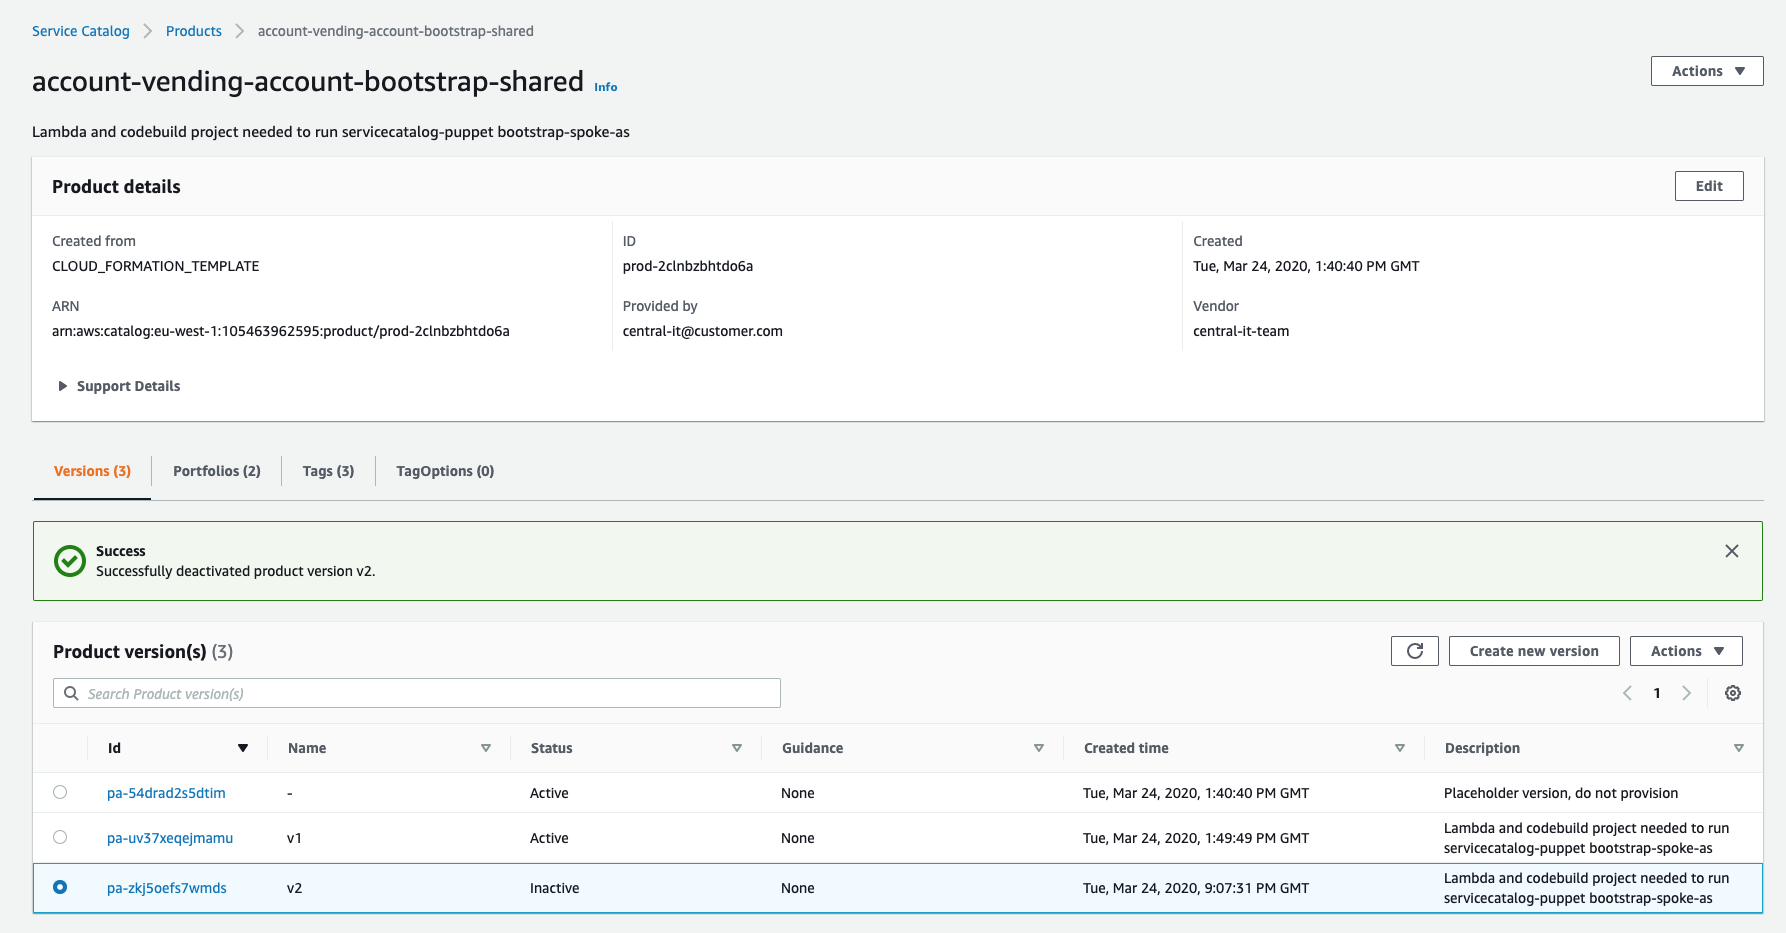 Service Catalog > Products > account-vending-account-bootstrap-shared
account-vending-account-bootstrap-shared Info
Actions
Lambda and codebuild project needed to run servicecatalog-puppet bootstrap-spoke-as
Product details
Edit
Created from
CLOUD_FORMATION_TEMPLATE
ARN
arn:aws:catalog:eu-west-1:105463962595:product/prod-2clnbzbhtdo6a
ID
prod-2clnbzbhtdo6a
Provided by
central-it@customer.com
Created
Tue, Mar 24, 2020, 1:40:40 PM GMT
Vendor
central-it-team
Support Details
Versions (3) Portfolios (2) Tags (3) TagOptions (0)
Success
Successfully deactivated product version v2.
Product version(s) (3)
Create new version Actions
Search Product version(s)
1
Id Name Status Guidance Created time Description
pa-54drad2s5dtim - Active None Tue, Mar 24, 2020, 1:40:40 PM GMT Placeholder version, do not provision
pa-uv37xeqejmamu v1 Active None Tue, Mar 24, 2020, 1:49:49 PM GMT Lambda and codebuild project needed to run
servicecatalog-puppet bootstrap-spoke-as
pa-zkj5oefs7wmds v2 Inactive None Tue, Mar 24, 2020, 9:07:31 PM GMT Lambda and codebuild project needed to run
servicecatalog-puppet bootstrap-spoke-as